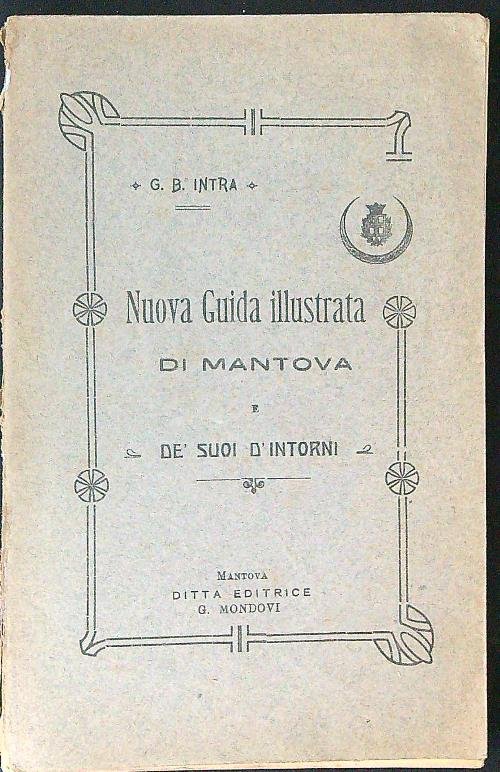 G. B. INTRA
Nuova Guida illustrata
DI MANTOVA
E
DE' SUOI D'INTORNI
MANTOVA
DITTA EDITRICE
G. MONDOVI